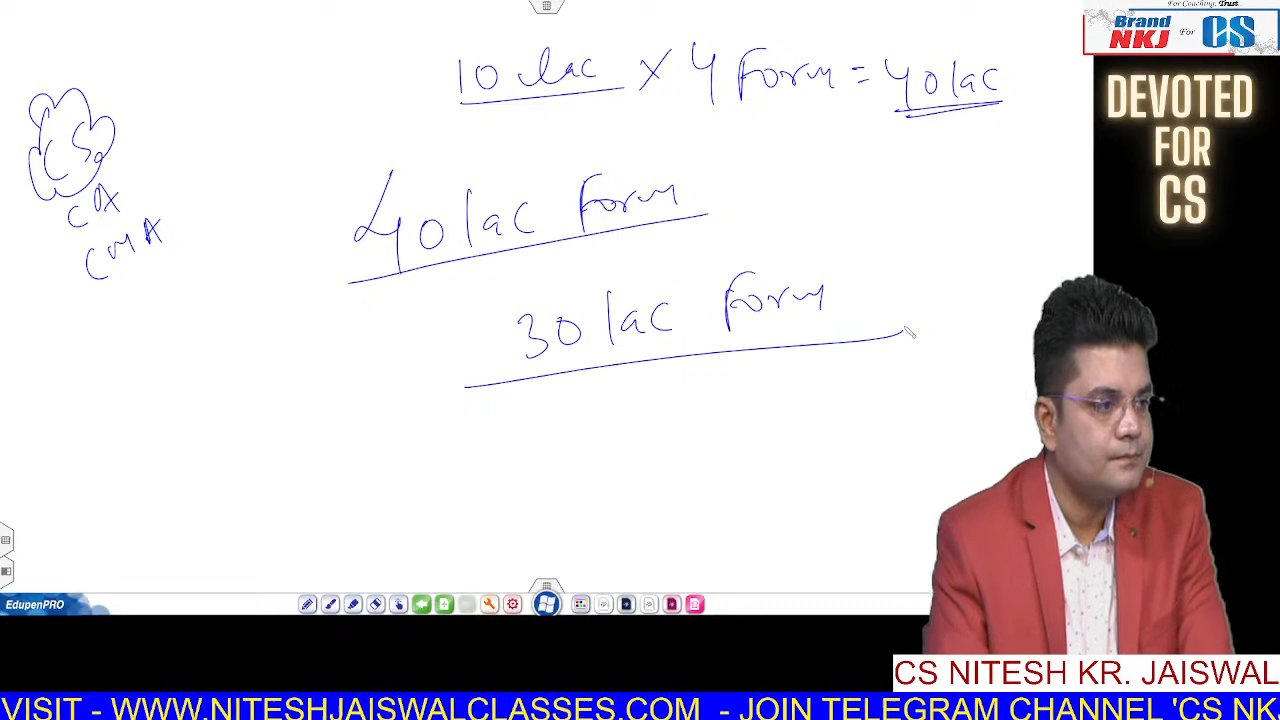 For Coaching, Trust
Brand
NKJ
For
CS
10 lac × 4 Form = 40 lac
DEVOTED
FOR
CS
CS
CA
CMA
40 lac Form
30 lac Form
EdupenPRO
CS NITESH KR. JAISWAL
VISIT - WWW.NITESHJAISWALCLASSES.COM - JOIN TELEGRAM CHANNEL 'CS NK